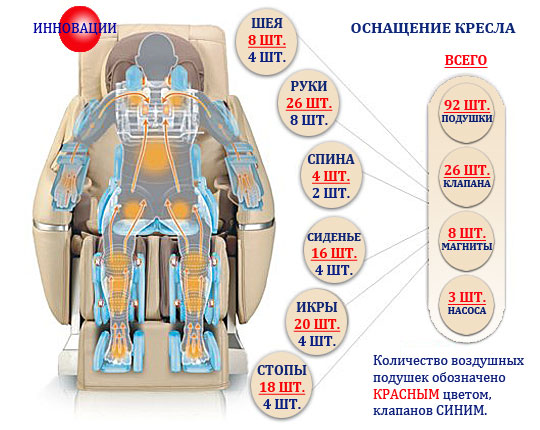 ИННОВАЦИИ
ШЕЯ
8 ШТ.
4 ШТ.
РУКИ
26 ШТ.
8 ШТ.
СПИНА
4 ШТ.
2 ШТ.
СИДЕНЬЕ
16 ШТ.
4 ШТ.
ИКРЫ
20 ШТ.
4 ШТ.
СТОПЫ
18 ШТ.
4 ШТ.
ОСНАЩЕНИЕ КРЕСЛА
ВСЕГО
92 ШТ.
ПОДУШКИ
26 ШТ.
КЛАПАНА
8 ШТ.
МАГНИТЫ
3 ШТ.
НАСОСА
Количество воздушных
подушек обозначено
КРАСНЫМ цветом,
клапанов СИНИМ.